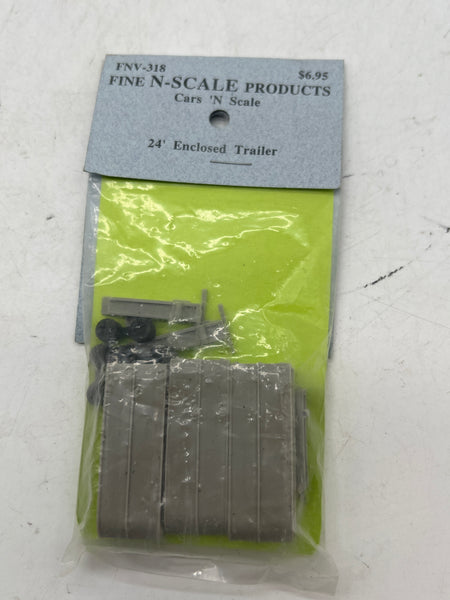 FNV-318 $6.95
FINE N-SCALE PRODUCTS
Cars 'N Scale
24' Enclosed Trailer